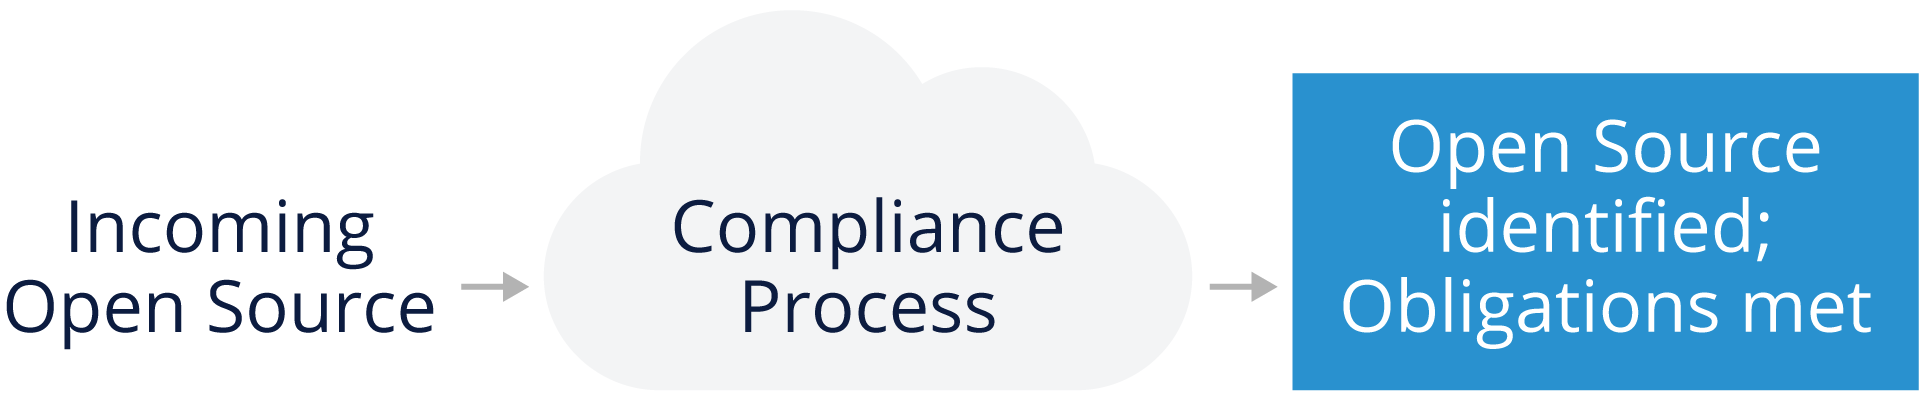 Incoming
Open Source
Compliance
Process
Open Source
identified;
Obligations met